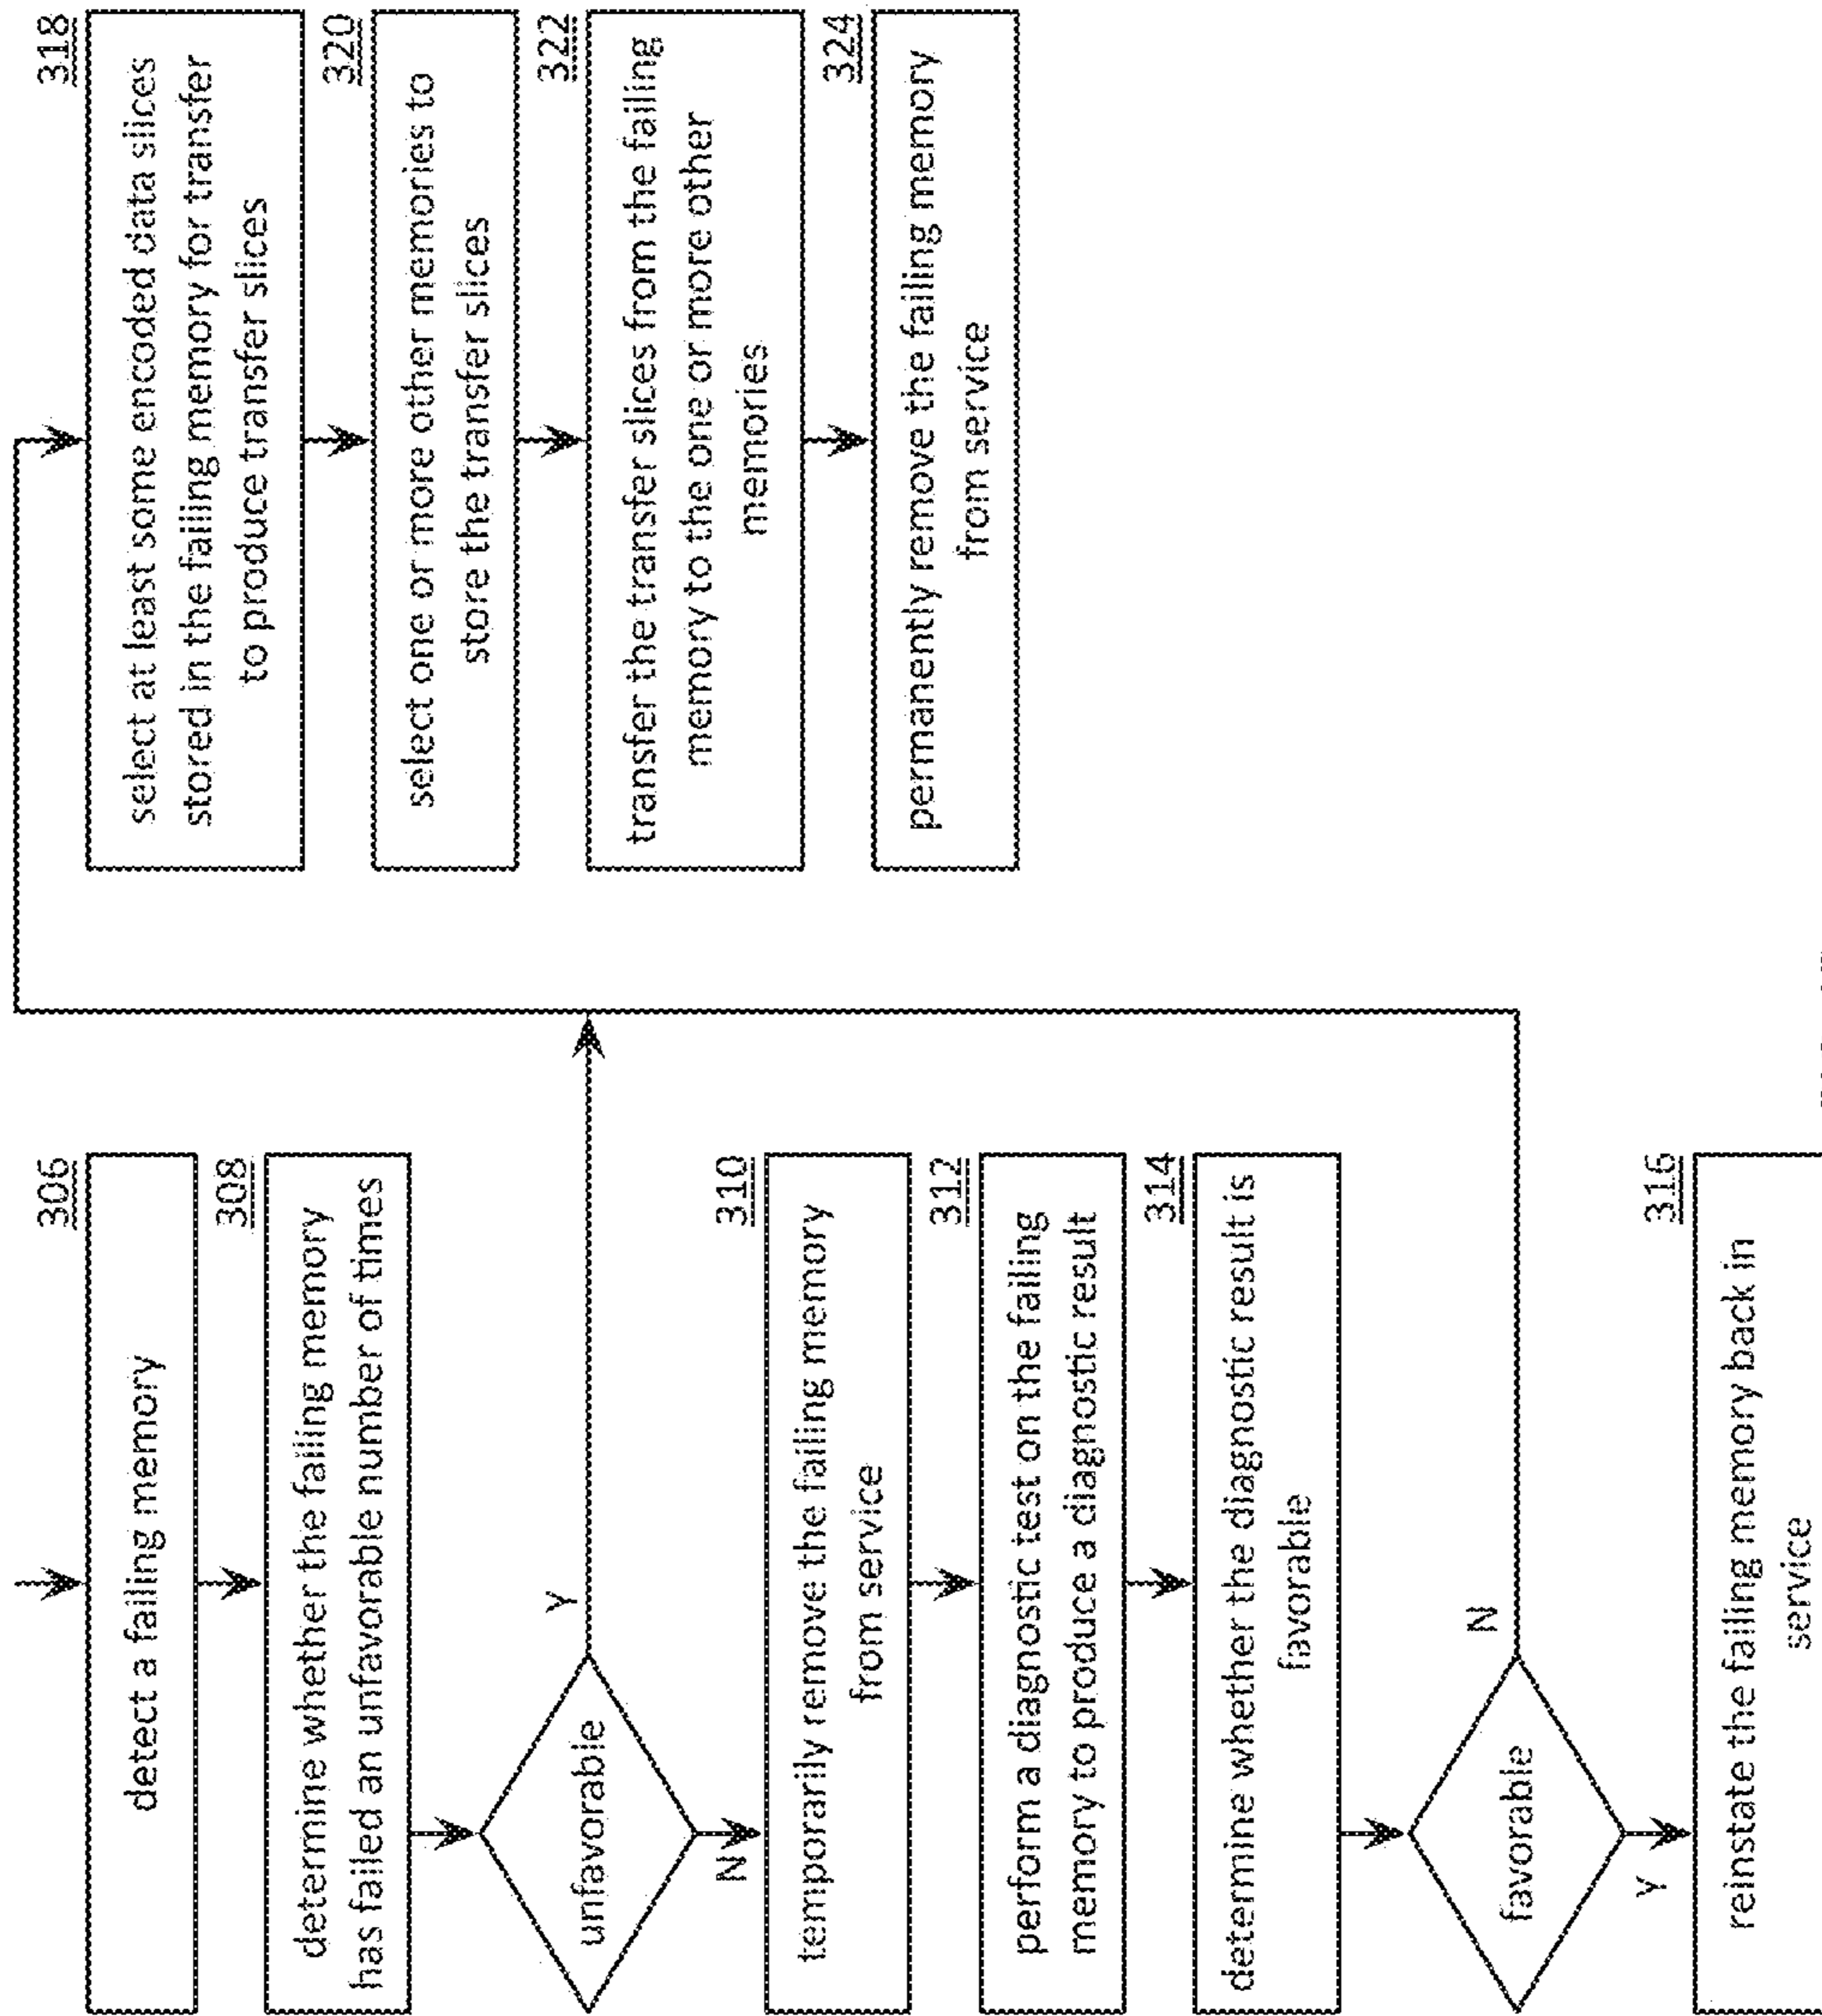 306
detect a failing memory
308
determine whether the failing memory
has failed an unfavorable number of times
unfavorable
Y
N
310
temporarily remove the failing memory
from service
312
perform a diagnostic test on the failing
memory to produce a diagnostic result
314
determine whether the diagnostic result is
favorable
favorable
N
Y
316
reinstate the failing memory back in
service
318
select at least some encoded data slices
stored in the failing memory for transfer
to produce transfer slices
320
select one or more other memories to
store the transfer slices
322
transfer the transfer slices from the failing
memory to the one or more other
memories
324
permanently remove the failing memory
from service